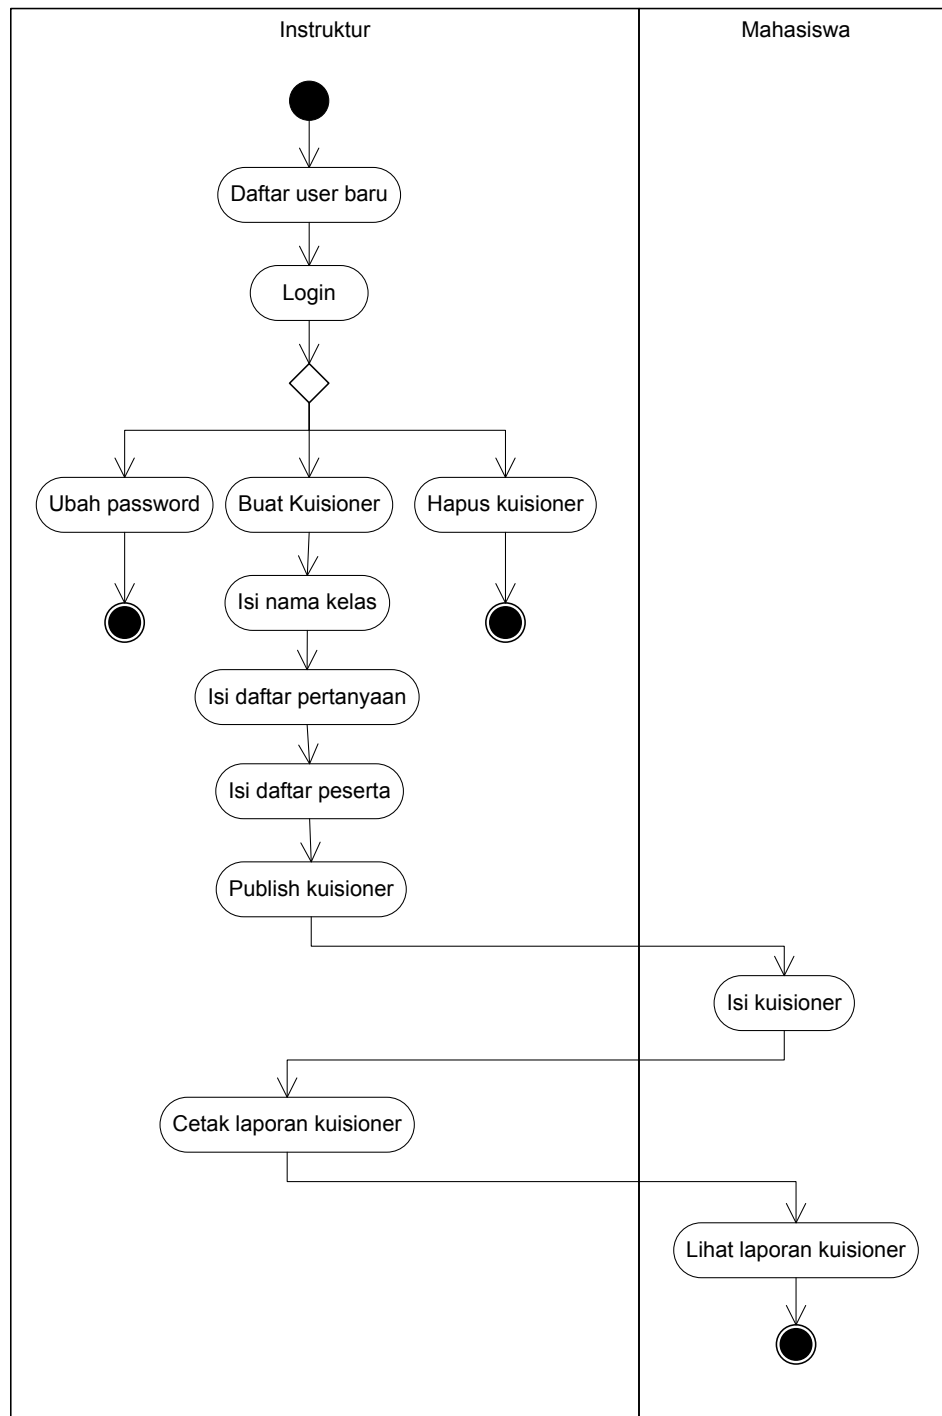 Instruktur
Mahasiswa
Daftar user baru
Login
Ubah password
Buat Kuisioner
Hapus kuisioner
Isi nama kelas
Isi daftar pertanyaan
Isi daftar peserta
Publish kuisioner
Isi kuisioner
Cetak laporan kuisioner
Lihat laporan kuisioner